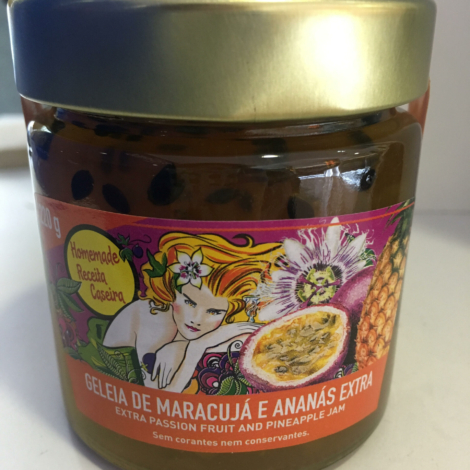 Homemade
Receita
Caseira
GELEIA DE MARACUJÁ E ANANÁS EXTRA
EXTRA PASSION FRUIT AND PINEAPPLE JAM
Sem corantes nem conservantes.